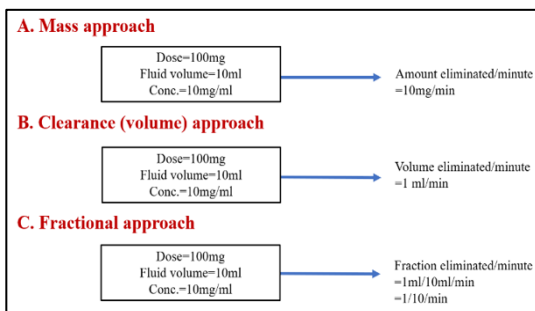 A. Mass approach
Dose=100mg
Fluid volume=10ml
Conc.=10mg/ml
Amount eliminated/minute
=10mg/min
B. Clearance (volume) approach
Dose=100mg
Fluid volume=10ml
Conc.=10mg/ml
Volume eliminated/minute
=1 ml/min
C. Fractional approach
Dose=100mg
Fluid volume=10ml
Conc.=10mg/ml
Fraction eliminated/minute
=1ml/10ml/min
=1/10/min